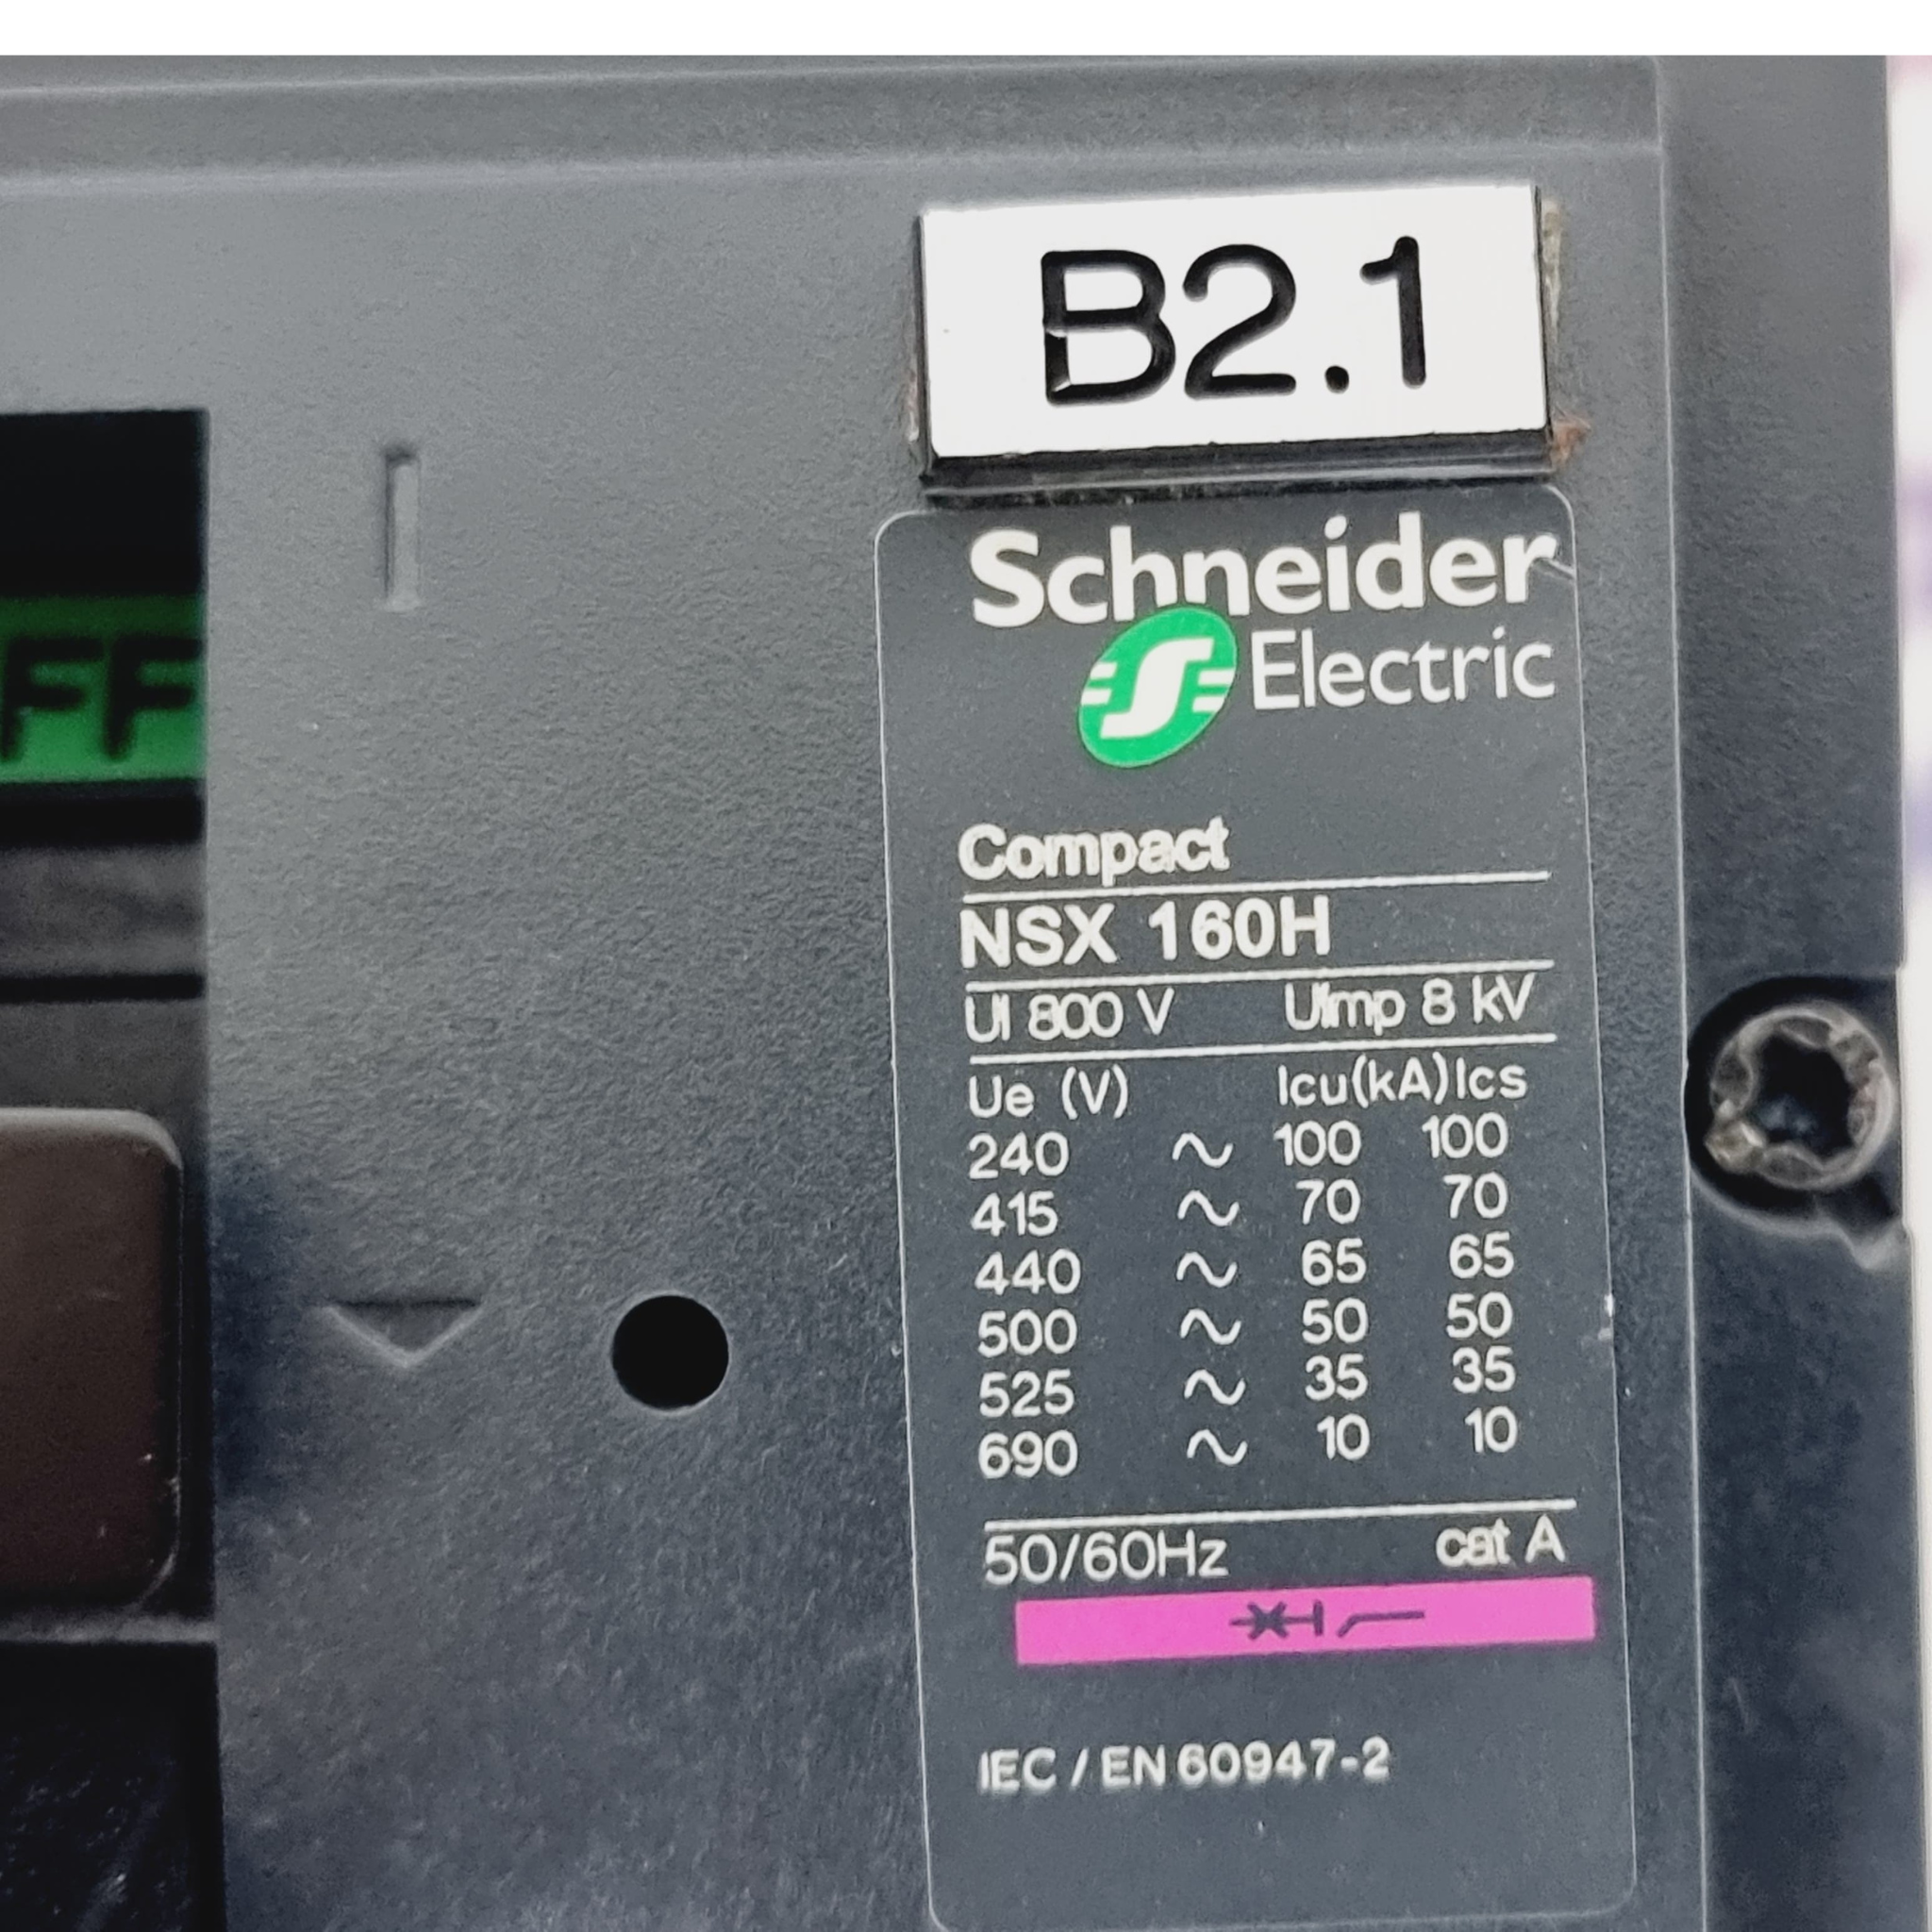 B2.1
Schneider
Electric
FF
Compact
NSX 160H
Ui 800 V Uimp 8 kV
Ue (V) Icu(kA) Ics
240 ~ 100 100
415 ~ 70 70
440 ~ 65 65
500 ~ 50 50
525 ~ 35 35
690 ~ 10 10
50/60Hz cat A
IEC / EN 60947-2